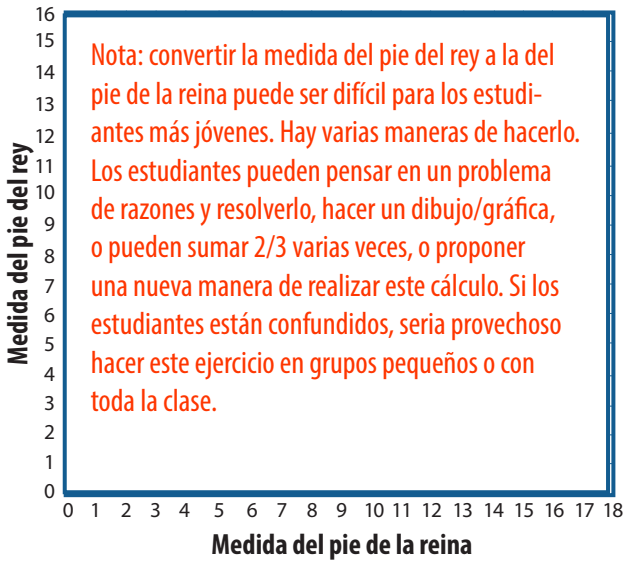 Medida del pie del rey
16
15
14
13
12
11
10
9
8
7
6
5
4
3
2
1
0
Nota: convertir la medida del pie del rey a la del
pie de la reina puede ser difícil para los estudi-
antes más jóvenes. Hay varias maneras de hacerlo.
Los estudiantes pueden pensar en un problema
de razones y resolverlo, hacer un dibujo/gráfica,
o pueden sumar 2/3 varias veces, o proponer
una nueva manera de realizar este cálculo. Si los
estudiantes están confundidos, seria provechoso
hacer este ejercicio en grupos pequeños o con
toda la clase.
0 1 2 3 4 5 6 7 8 9 10 11 12 13 14 15 16 17 18
Medida del pie de la reina